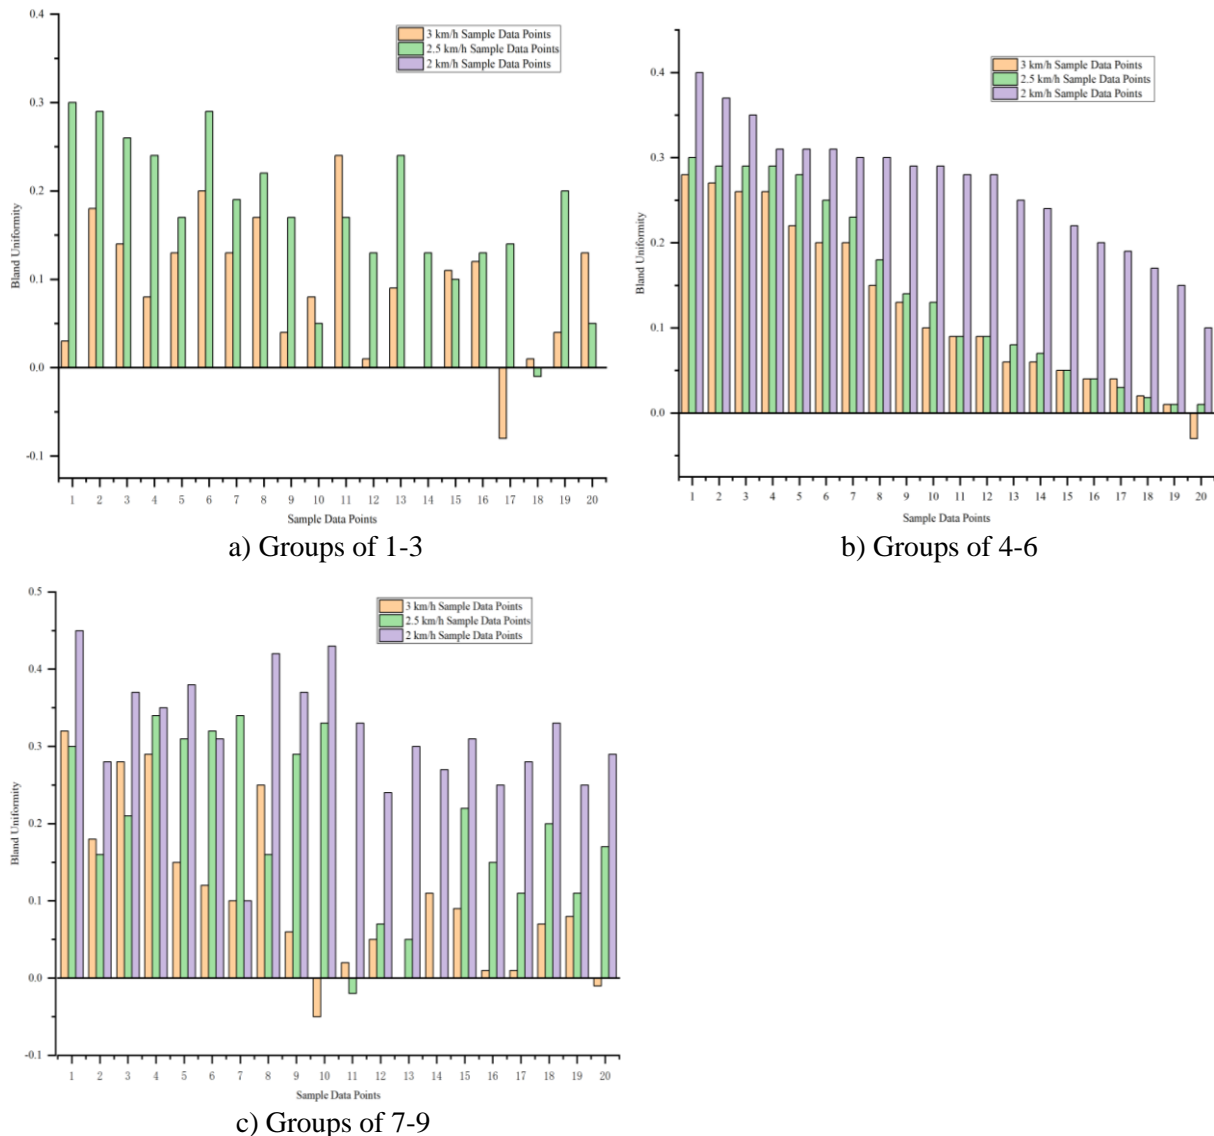 0.4
0.3
0.2
0.1
0.0
-0.1
Bland Uniformity
3 km/h Sample Data Points
2.5 km/h Sample Data Points
2 km/h Sample Data Points
1 2 3 4 5 6 7 8 9 10 11 12 13 14 15 16 17 18 19 20
Sample Data Points
a) Groups of 1-3
0.4
0.3
0.2
0.1
0.0
Bland Uniformity
3 km/h Sample Data Points
2.5 km/h Sample Data Points
2 km/h Sample Data Points
1 2 3 4 5 6 7 8 9 10 11 12 13 14 15 16 17 18 19 20
Sample Data Points
b) Groups of 4-6
0.5
0.4
0.3
0.2
0.1
0.0
-0.1
Bland Uniformity
3 km/h Sample Data Points
2.5 km/h Sample Data Points
2 km/h Sample Data Points
1 2 3 4 5 6 7 8 9 10 11 12 13 14 15 16 17 18 19 20
Sample Data Points
c) Groups of 7-9